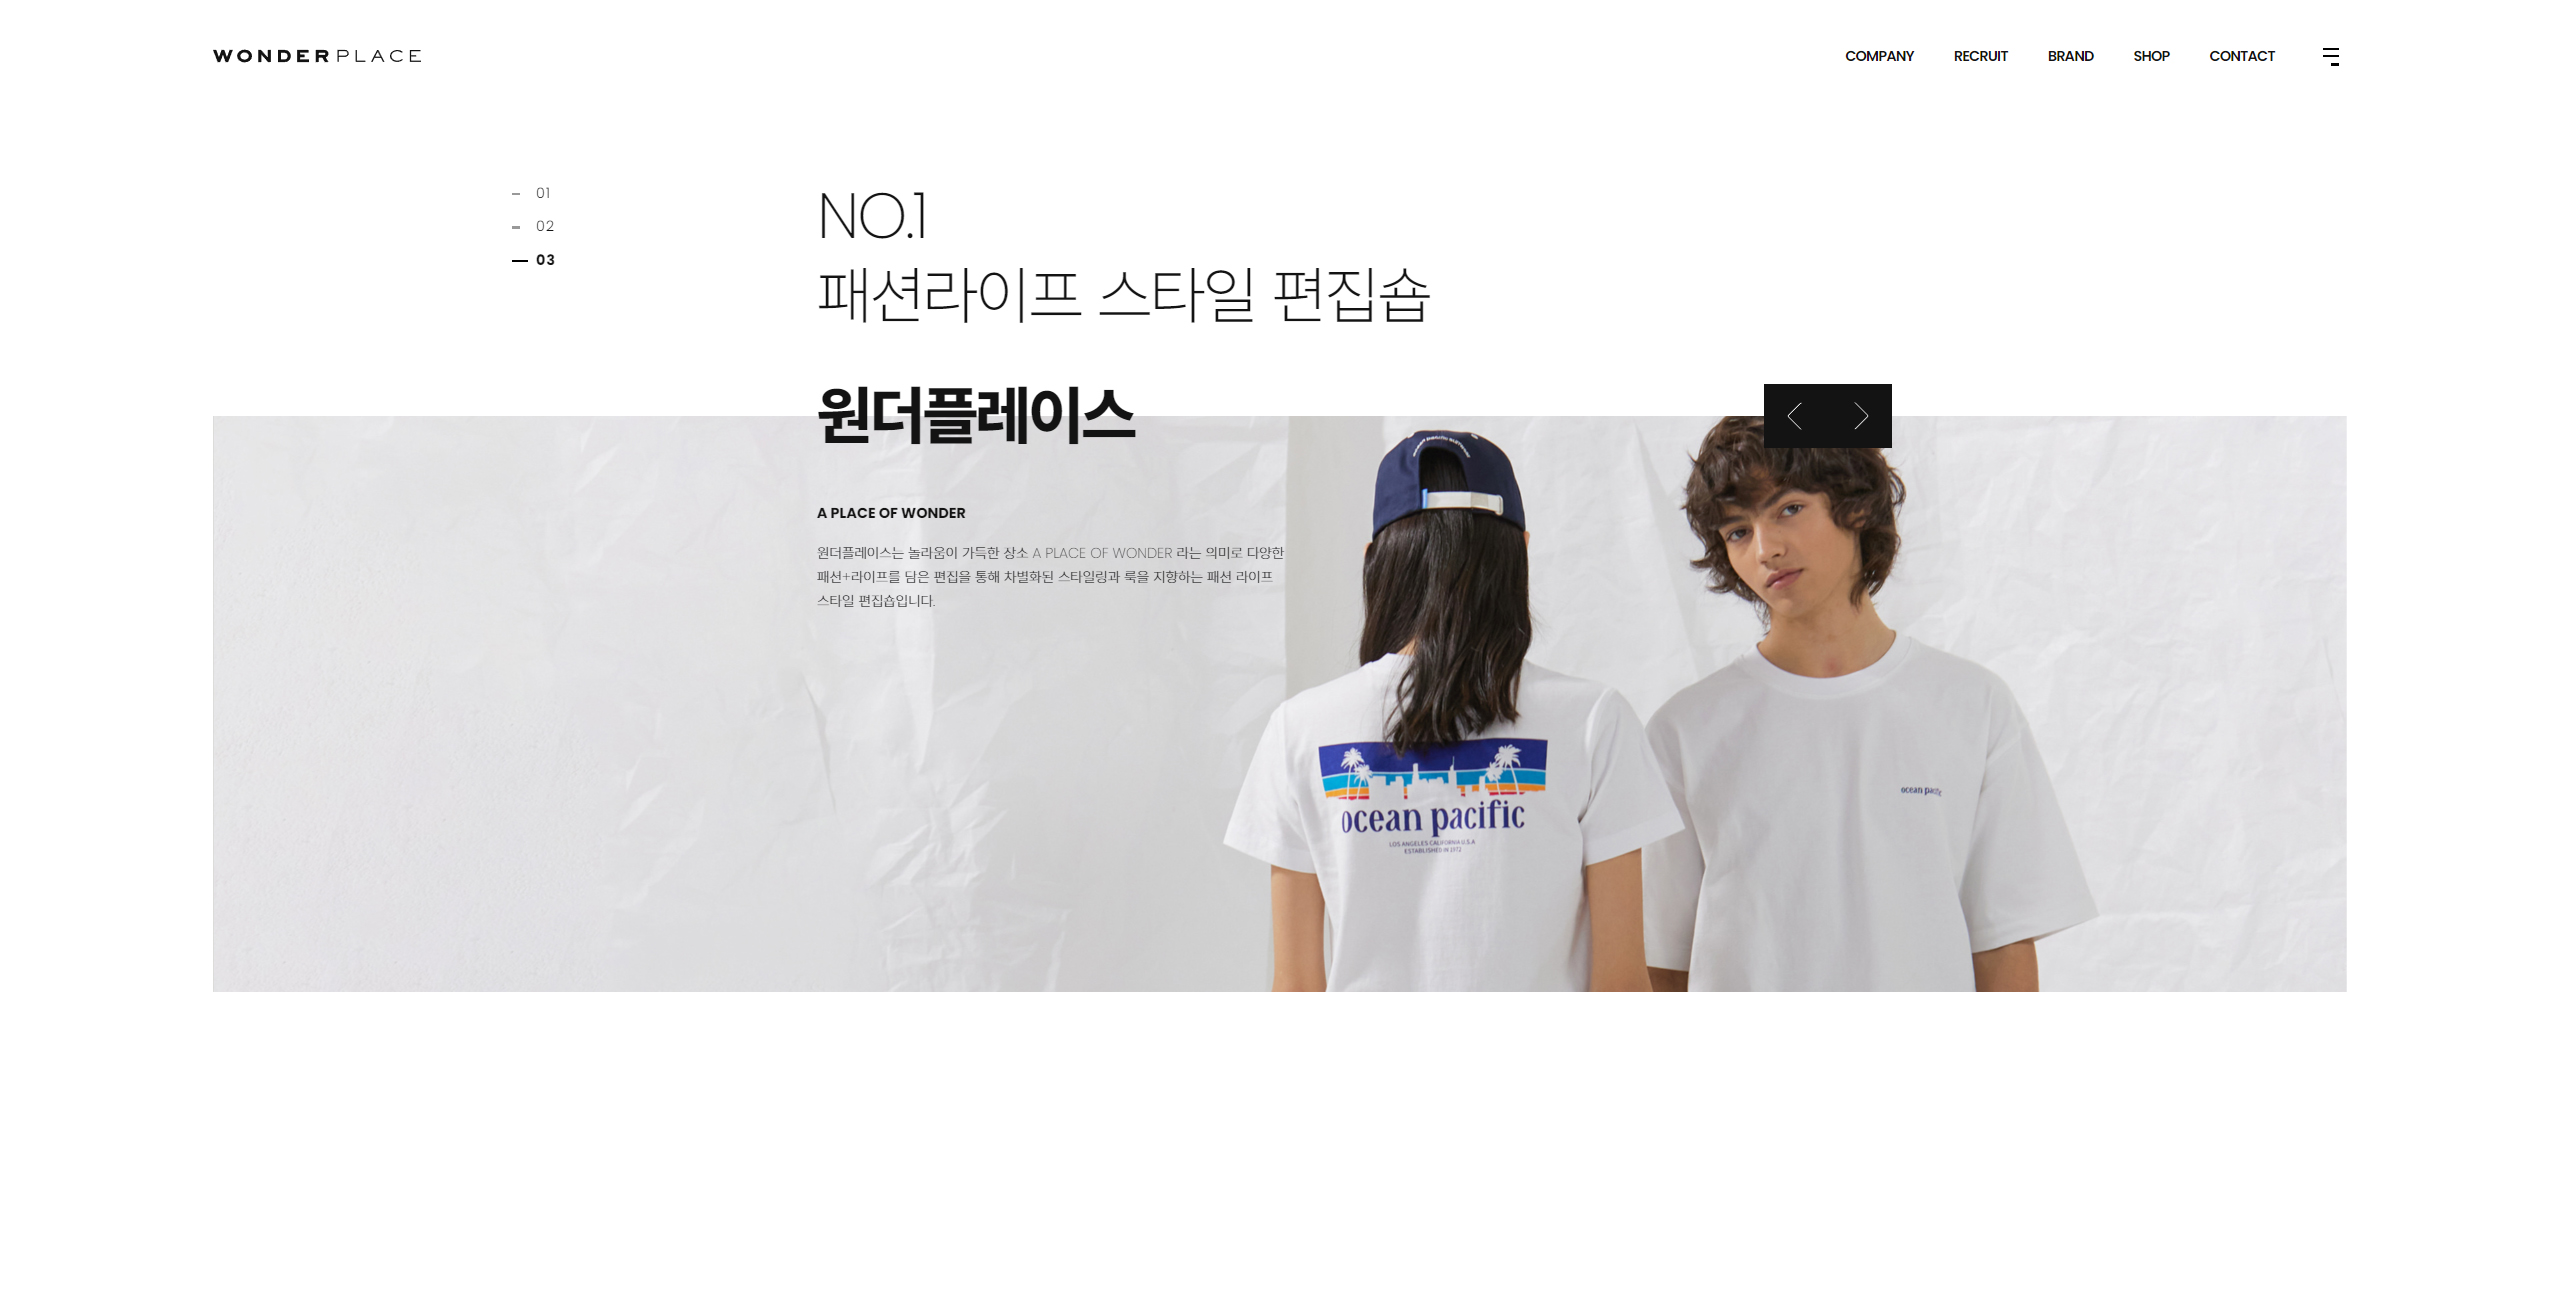 WONDER PLACE
COMPANY RECRUIT BRAND SHOP CONTACT
01
02
03
NO.1
패션라이프 스타일 편집숍
원더플레이스
A PLACE OF WONDER
원더플레이스는 놀라움이 가득한 장소 A PLACE OF WONDER 라는 의미로 다양한
패션+라이프를 담은 편집을 통해 차별화된 스타일링과 룩을 지향하는 패션 라이프
스타일 편집숍입니다.
ocean pacific
LOS ANGELES CALIFORNIA U.S.A
ESTABLISHED IN 1972
ocean pacific